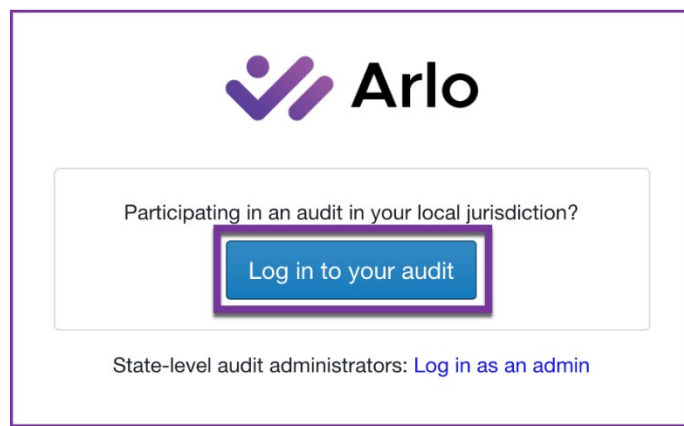 Arlo
Participating in an audit in your local jurisdiction?
Log in to your audit
State-level audit administrators: Log in as an admin